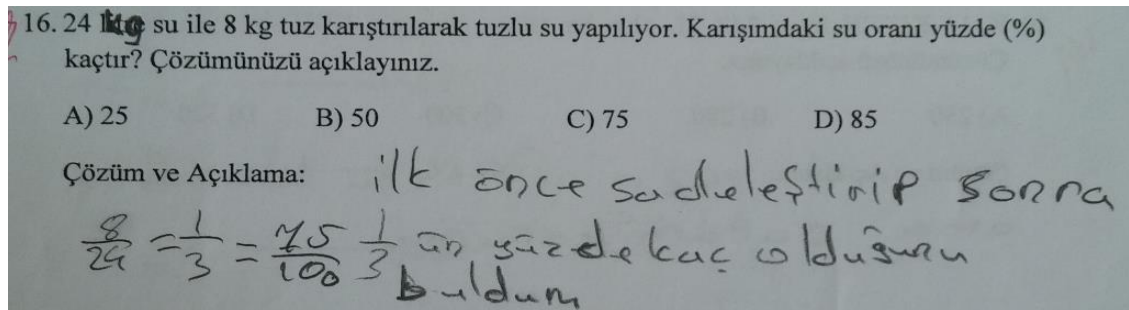 16. 24 kg su ile 8 kg tuz karıştırılarak tuzlu su yapılıyor. Karışımdaki su oranı yüzde (%)
kaçtır? Çözümünüzü açıklayınız.
A) 25 B) 50 C) 75 D) 85
Çözüm ve Açıklama: ilk önce sadeleştirip sonra
8/24 = 1/3 = 75/100 1/3 ün yüzde kaç olduğunu
buldum